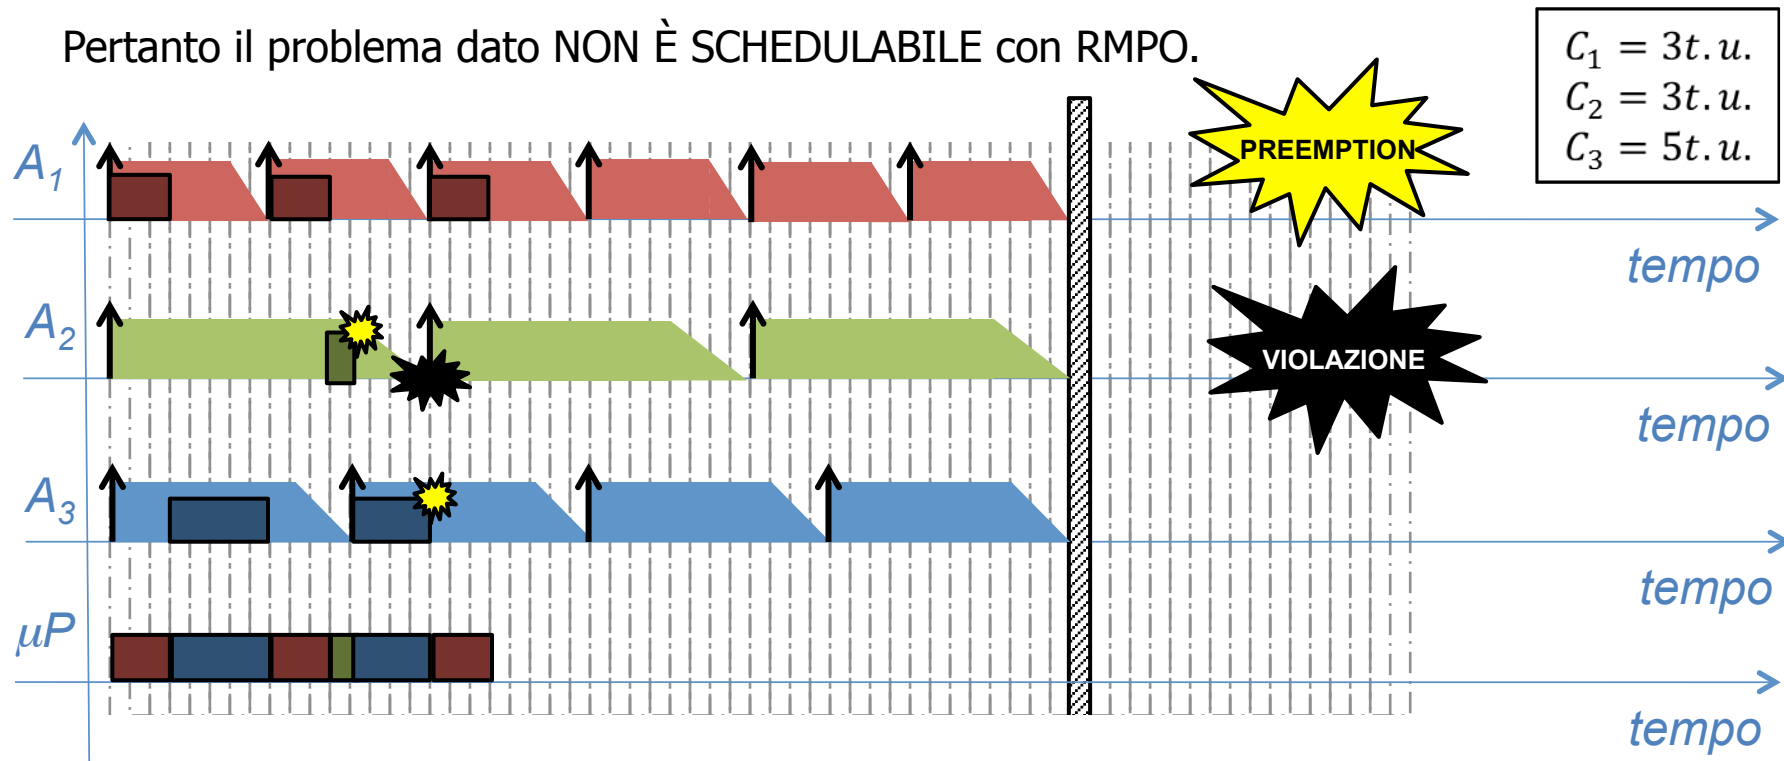 Pertanto il problema dato NON È SCHEDULABILE con RMPO.
C₁ = 3t.u.
C₂ = 3t.u.
C₃ = 5t.u.
PREEMPTION
A₁
tempo
A₂
VIOLAZIONE
tempo
A₃
tempo
µP
tempo